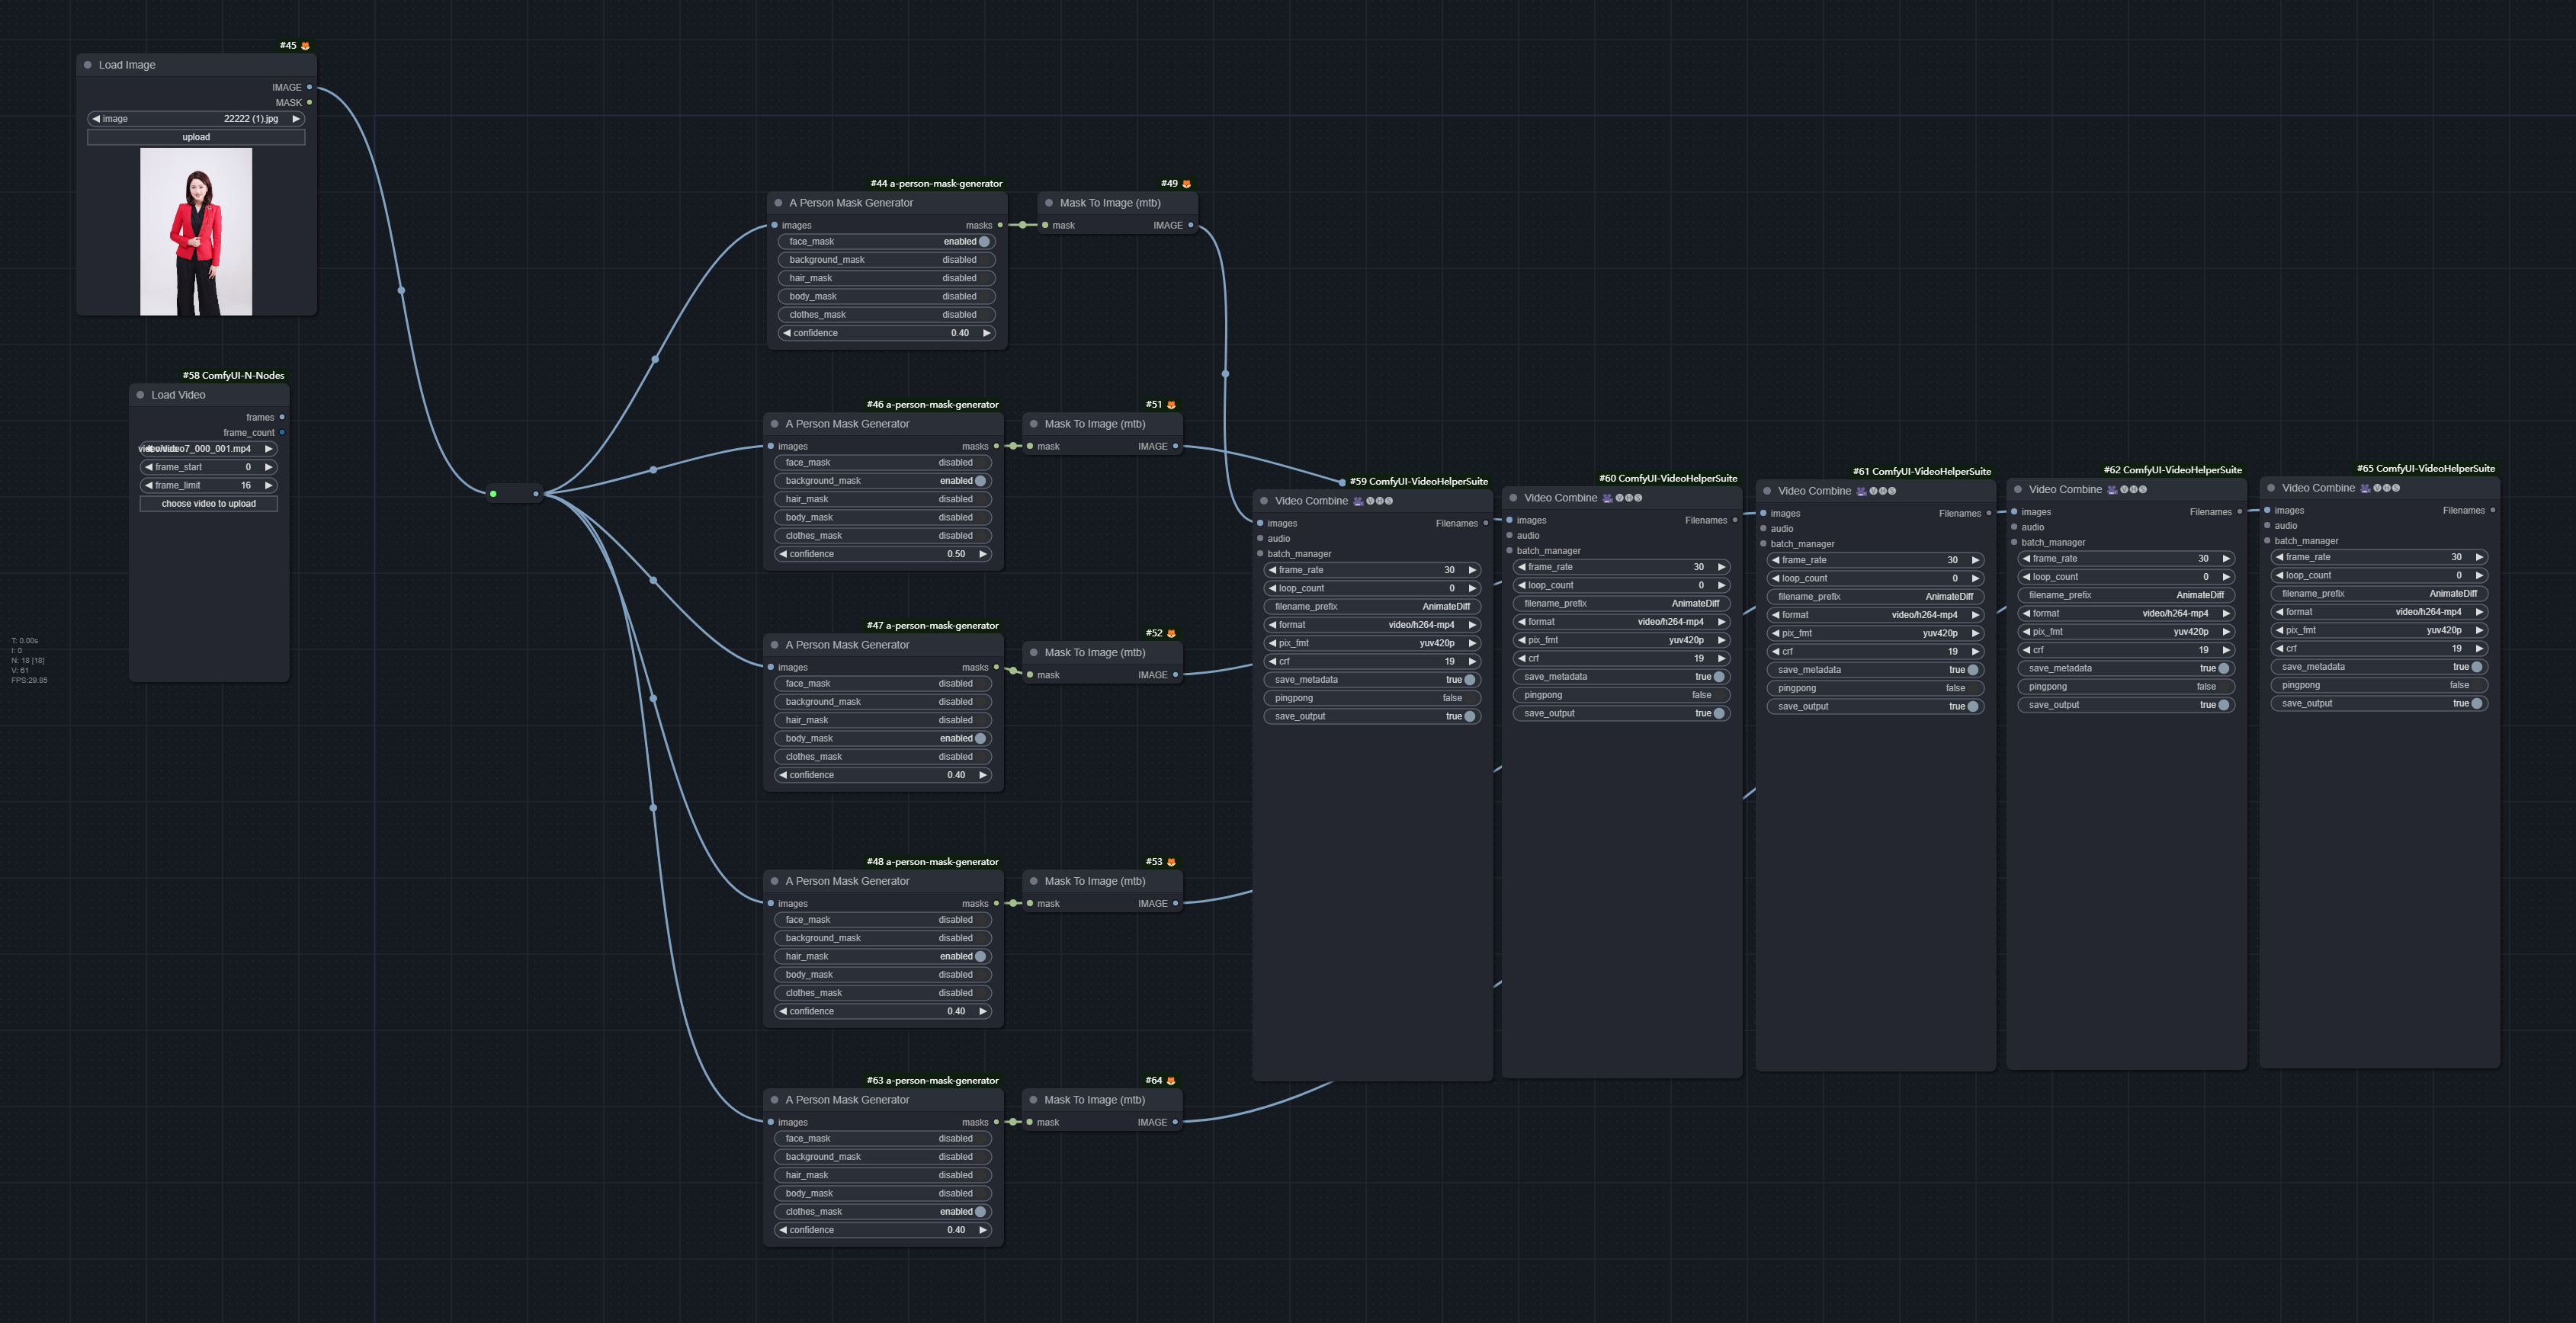 #45 🦊
Load Image
IMAGE
MASK
image 22222 (1).jpg
upload
#58 ComfyUI-N-Nodes
Load Video
frames
frame_count
video7_000_001.mp4
frame_start 0
frame_limit 16
choose video to upload
T: 0.00s
I: 0
N: 18 [18]
V: 61
FPS:29.85
#44 a-person-mask-generator
A Person Mask Generator
images masks
face_mask enabled
background_mask disabled
hair_mask disabled
body_mask disabled
clothes_mask disabled
confidence 0.40
#49 🦊
Mask To Image (mtb)
mask IMAGE
#46 a-person-mask-generator
A Person Mask Generator
images masks
face_mask disabled
background_mask enabled
hair_mask disabled
body_mask disabled
clothes_mask disabled
confidence 0.50
#51 🦊
Mask To Image (mtb)
mask IMAGE
#47 a-person-mask-generator
A Person Mask Generator
images masks
face_mask disabled
background_mask disabled
hair_mask disabled
body_mask enabled
clothes_mask disabled
confidence 0.40
#52 🦊
Mask To Image (mtb)
mask IMAGE
#48 a-person-mask-generator
A Person Mask Generator
images masks
face_mask disabled
background_mask disabled
hair_mask enabled
body_mask disabled
clothes_mask disabled
confidence 0.40
#53 🦊
Mask To Image (mtb)
mask IMAGE
#63 a-person-mask-generator
A Person Mask Generator
images masks
face_mask disabled
background_mask disabled
hair_mask disabled
body_mask disabled
clothes_mask enabled
confidence 0.40
#64 🦊
Mask To Image (mtb)
mask IMAGE
#59 ComfyUI-VideoHelperSuite
Video Combine 🎥🅥🅗🅢
images Filenames
audio
batch_manager
frame_rate 30
loop_count 0
filename_prefix AnimateDiff
format video/h264-mp4
pix_fmt yuv420p
crf 19
save_metadata true
pingpong false
save_output true
#60 ComfyUI-VideoHelperSuite
Video Combine 🎥🅥🅗🅢
images Filenames
audio
batch_manager
frame_rate 30
loop_count 0
filename_prefix AnimateDiff
format video/h264-mp4
pix_fmt yuv420p
crf 19
save_metadata true
pingpong false
save_output true
#61 ComfyUI-VideoHelperSuite
Video Combine 🎥🅥🅗🅢
images Filenames
audio
batch_manager
frame_rate 30
loop_count 0
filename_prefix AnimateDiff
format video/h264-mp4
pix_fmt yuv420p
crf 19
save_metadata true
pingpong false
save_output true
#62 ComfyUI-VideoHelperSuite
Video Combine 🎥🅥🅗🅢
images Filenames
audio
batch_manager
frame_rate 30
loop_count 0
filename_prefix AnimateDiff
format video/h264-mp4
pix_fmt yuv420p
crf 19
save_metadata true
pingpong false
save_output true
#65 ComfyUI-VideoHelperSuite
Video Combine 🎥🅥🅗🅢
images Filenames
audio
batch_manager
frame_rate 30
loop_count 0
filename_prefix AnimateDiff
format video/h264-mp4
pix_fmt yuv420p
crf 19
save_metadata true
pingpong false
save_output true